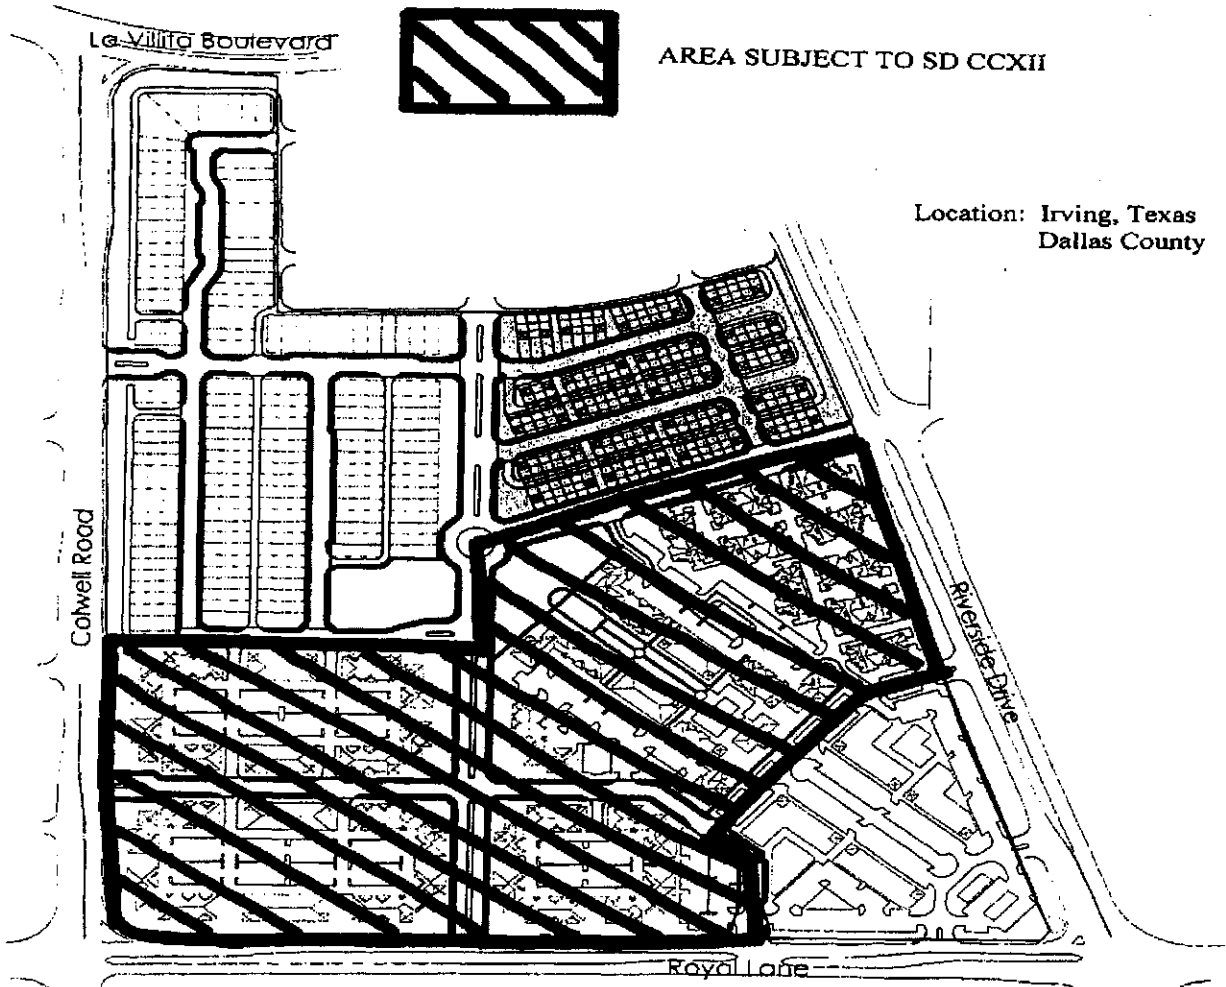 La Villita Boulevard
AREA SUBJECT TO SD CCXII
Location: Irving, Texas
Dallas County
Colwell Road
Riverside Drive
Royal Lane